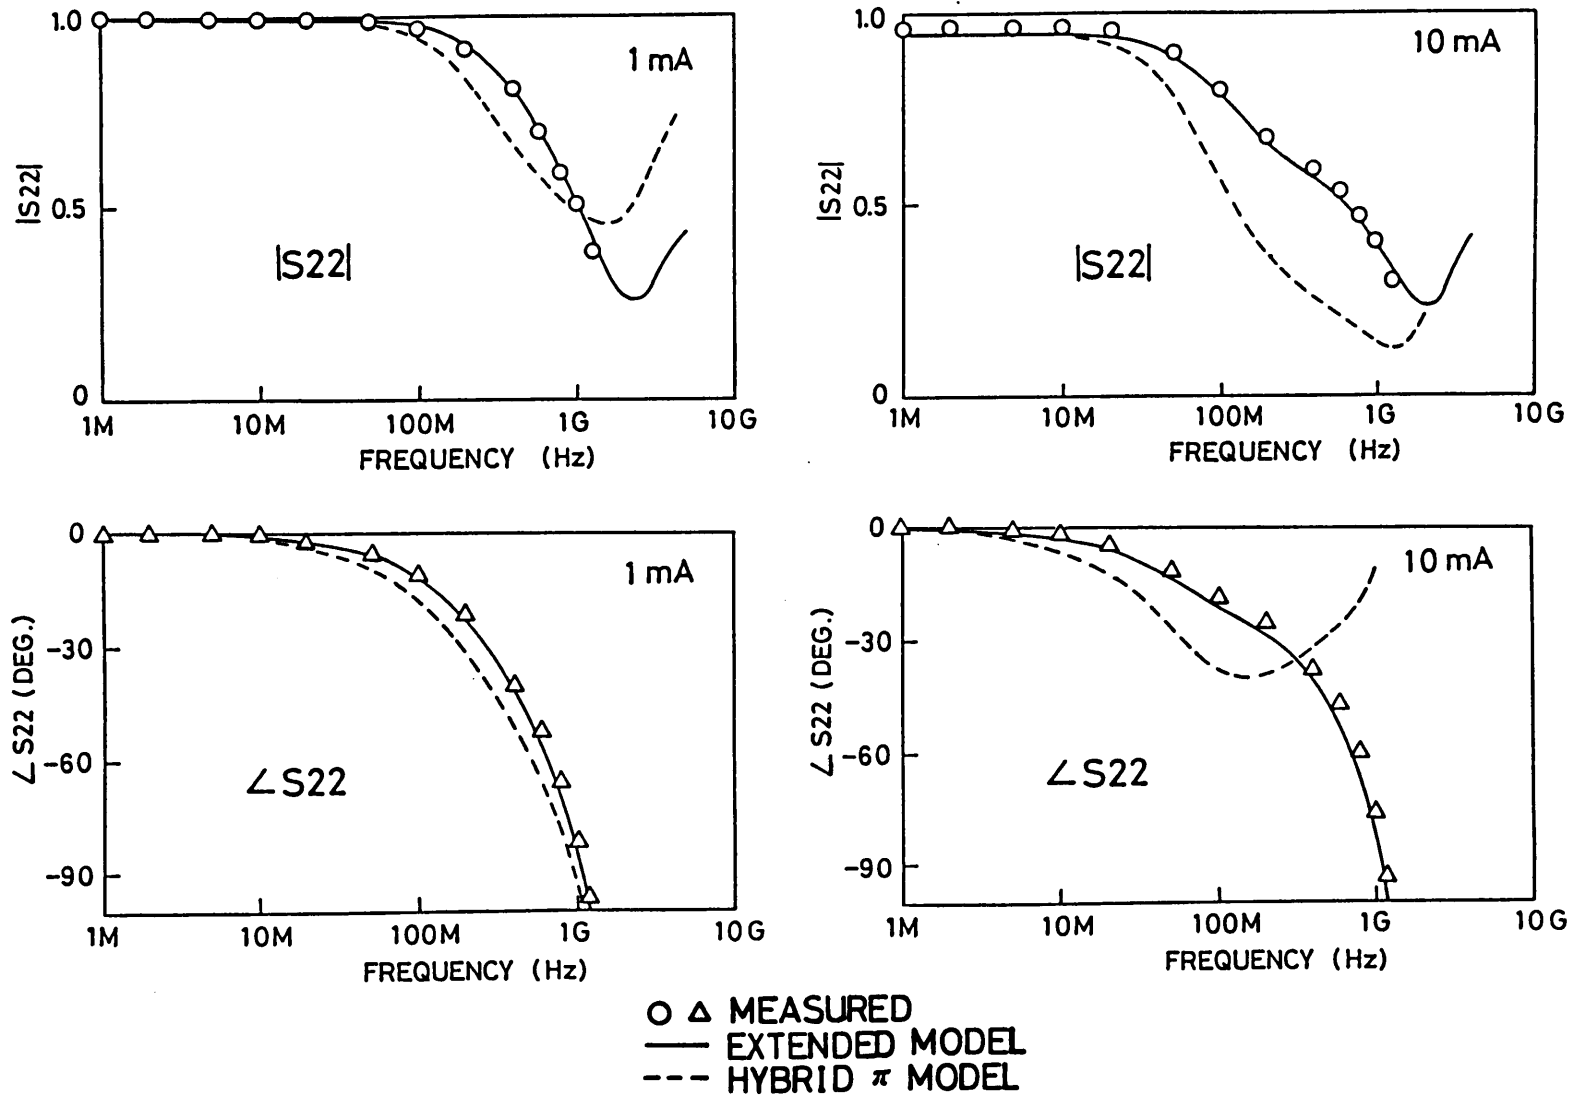 1.0
1 mA
|S22|
0.5
|S22|
0
1M 10M 100M 1G 10G
FREQUENCY (Hz)
1.0
10 mA
|S22|
0.5
|S22|
0
1M 10M 100M 1G 10G
FREQUENCY (Hz)
0
1 mA
-30
∠S22 (DEG.)
-60
∠S22
-90
1M 10M 100M 1G 10G
FREQUENCY (Hz)
0
10 mA
-30
∠S22 (DEG.)
-60
∠S22
-90
1M 10M 100M 1G 10G
FREQUENCY (Hz)
MEASURED
EXTENDED MODEL
HYBRID π MODEL